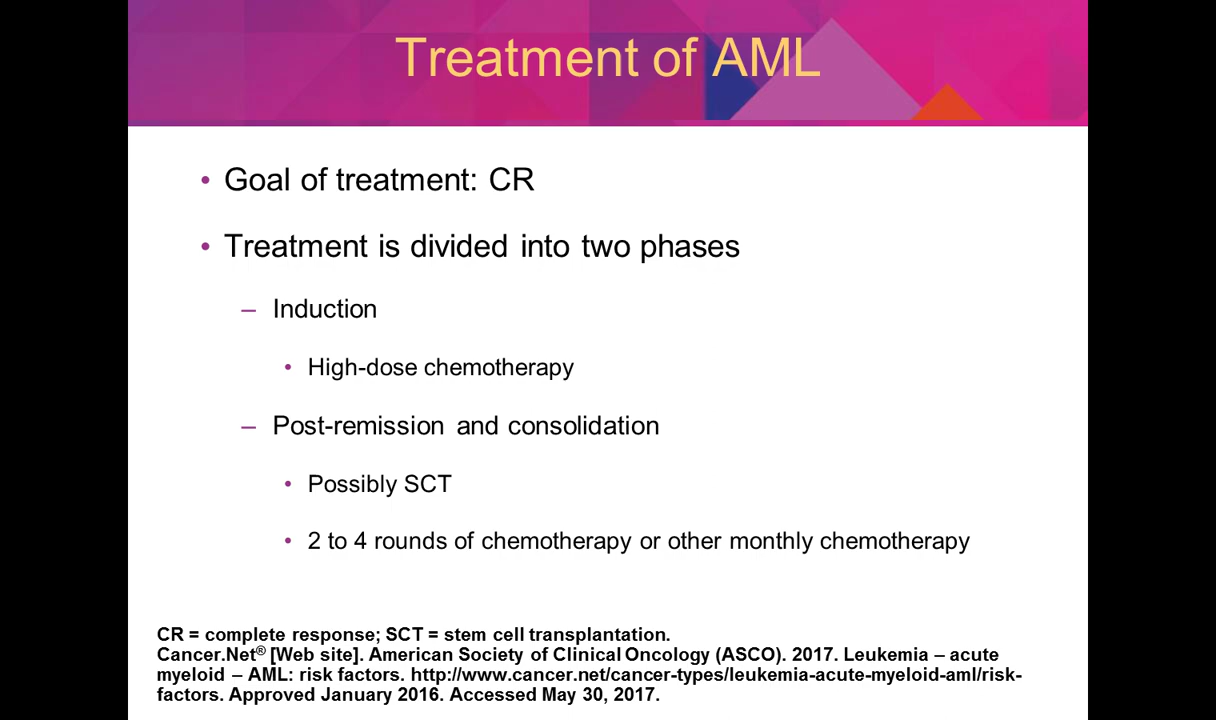 Treatment of AML
• Goal of treatment: CR
• Treatment is divided into two phases
– Induction
• High-dose chemotherapy
– Post-remission and consolidation
• Possibly SCT
• 2 to 4 rounds of chemotherapy or other monthly chemotherapy
CR = complete response; SCT = stem cell transplantation.
Cancer.Net® [Web site]. American Society of Clinical Oncology (ASCO). 2017. Leukemia – acute
myeloid – AML: risk factors. http://www.cancer.net/cancer-types/leukemia-acute-myeloid-aml/risk-
factors. Approved January 2016. Accessed May 30, 2017.